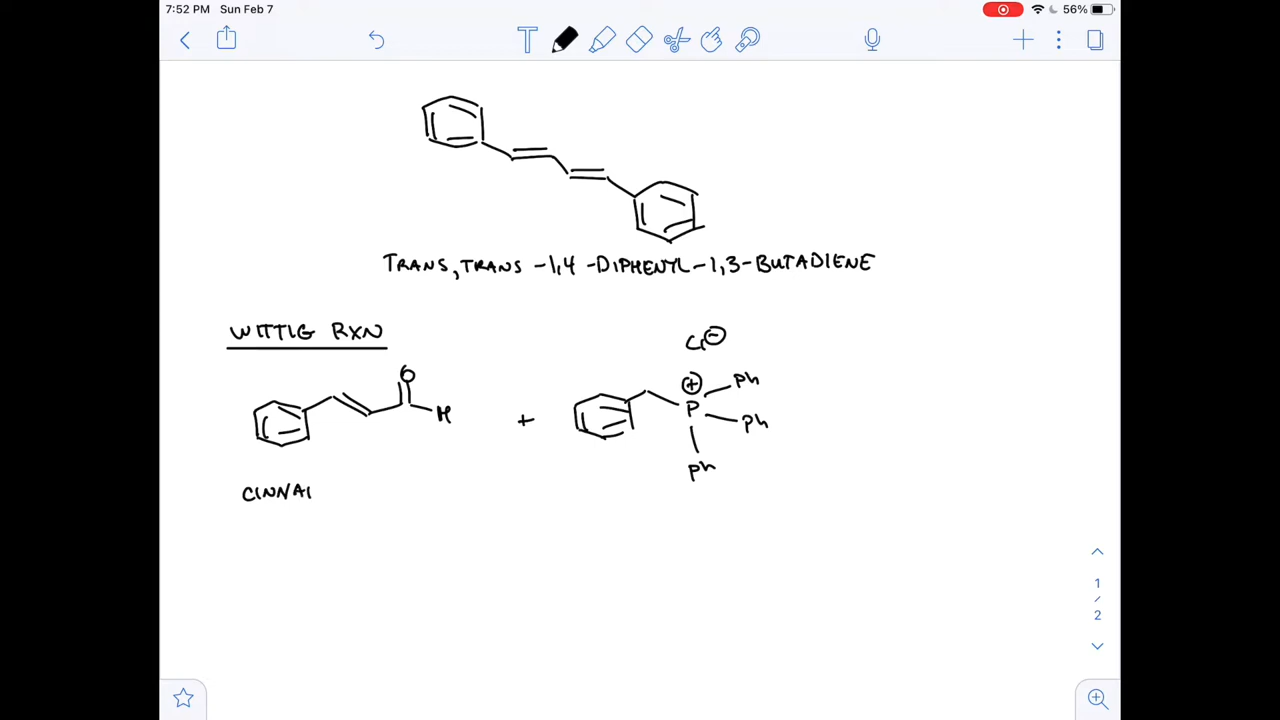 7:52 PM Sun Feb 7
56%
T
TRANS, TRANS -1,4 -DIPHENYL-1,3-BUTADIENE
WITTIG RXN
Cl⊖
O
⊕
Ph
H
+
P
Ph
Ph
CINNAI
1
/
2